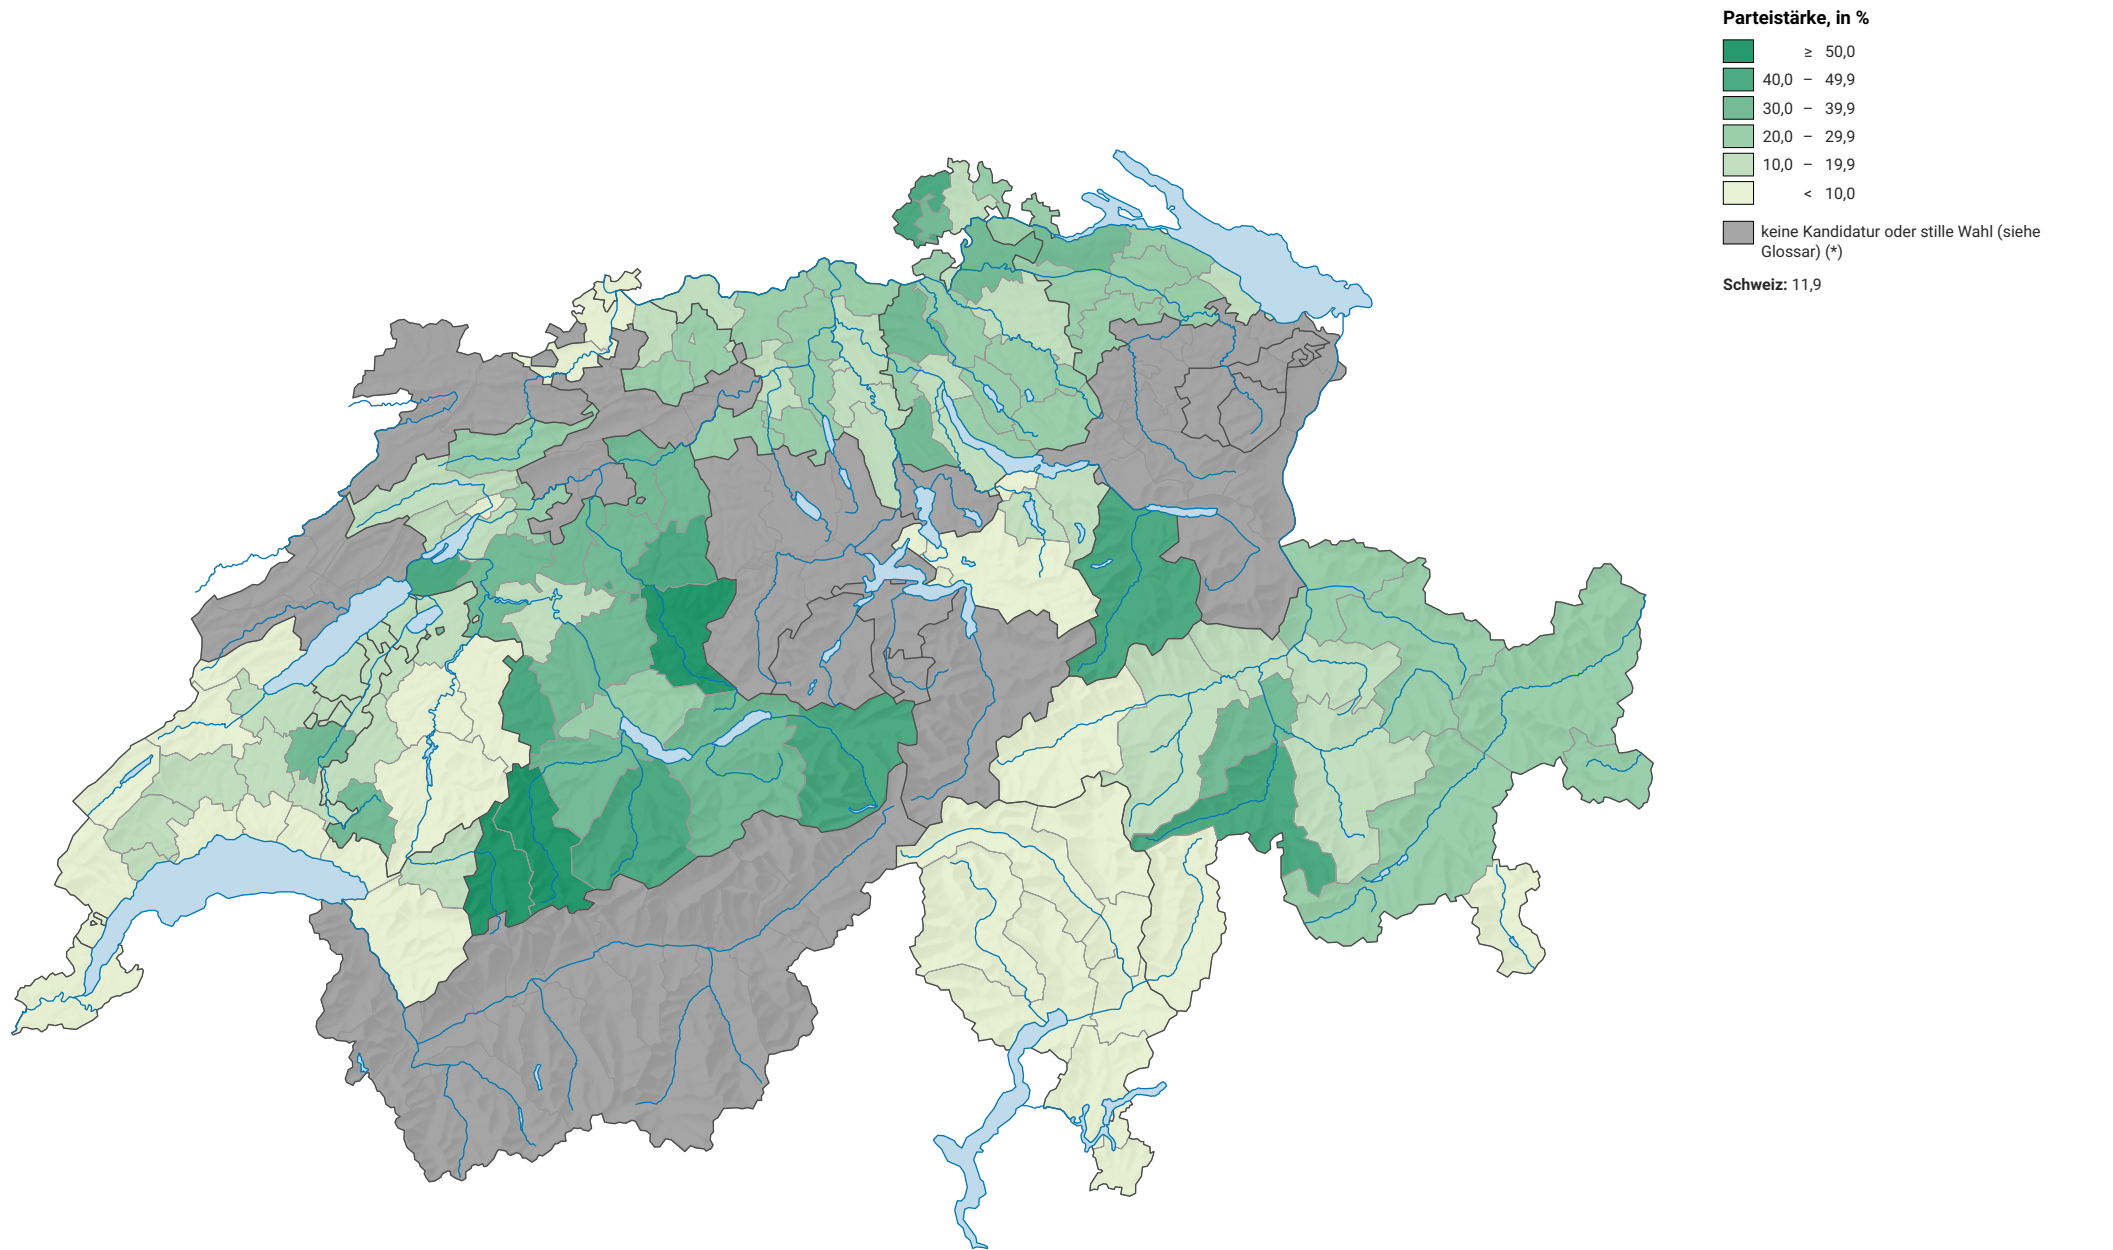 Parteistärke, in %
≥ 50,0
40,0 – 49,9
30,0 – 39,9
20,0 – 29,9
10,0 – 19,9
< 10,0
keine Kandidatur oder stille Wahl (siehe
Glossar) (*)
Schweiz: 11,9